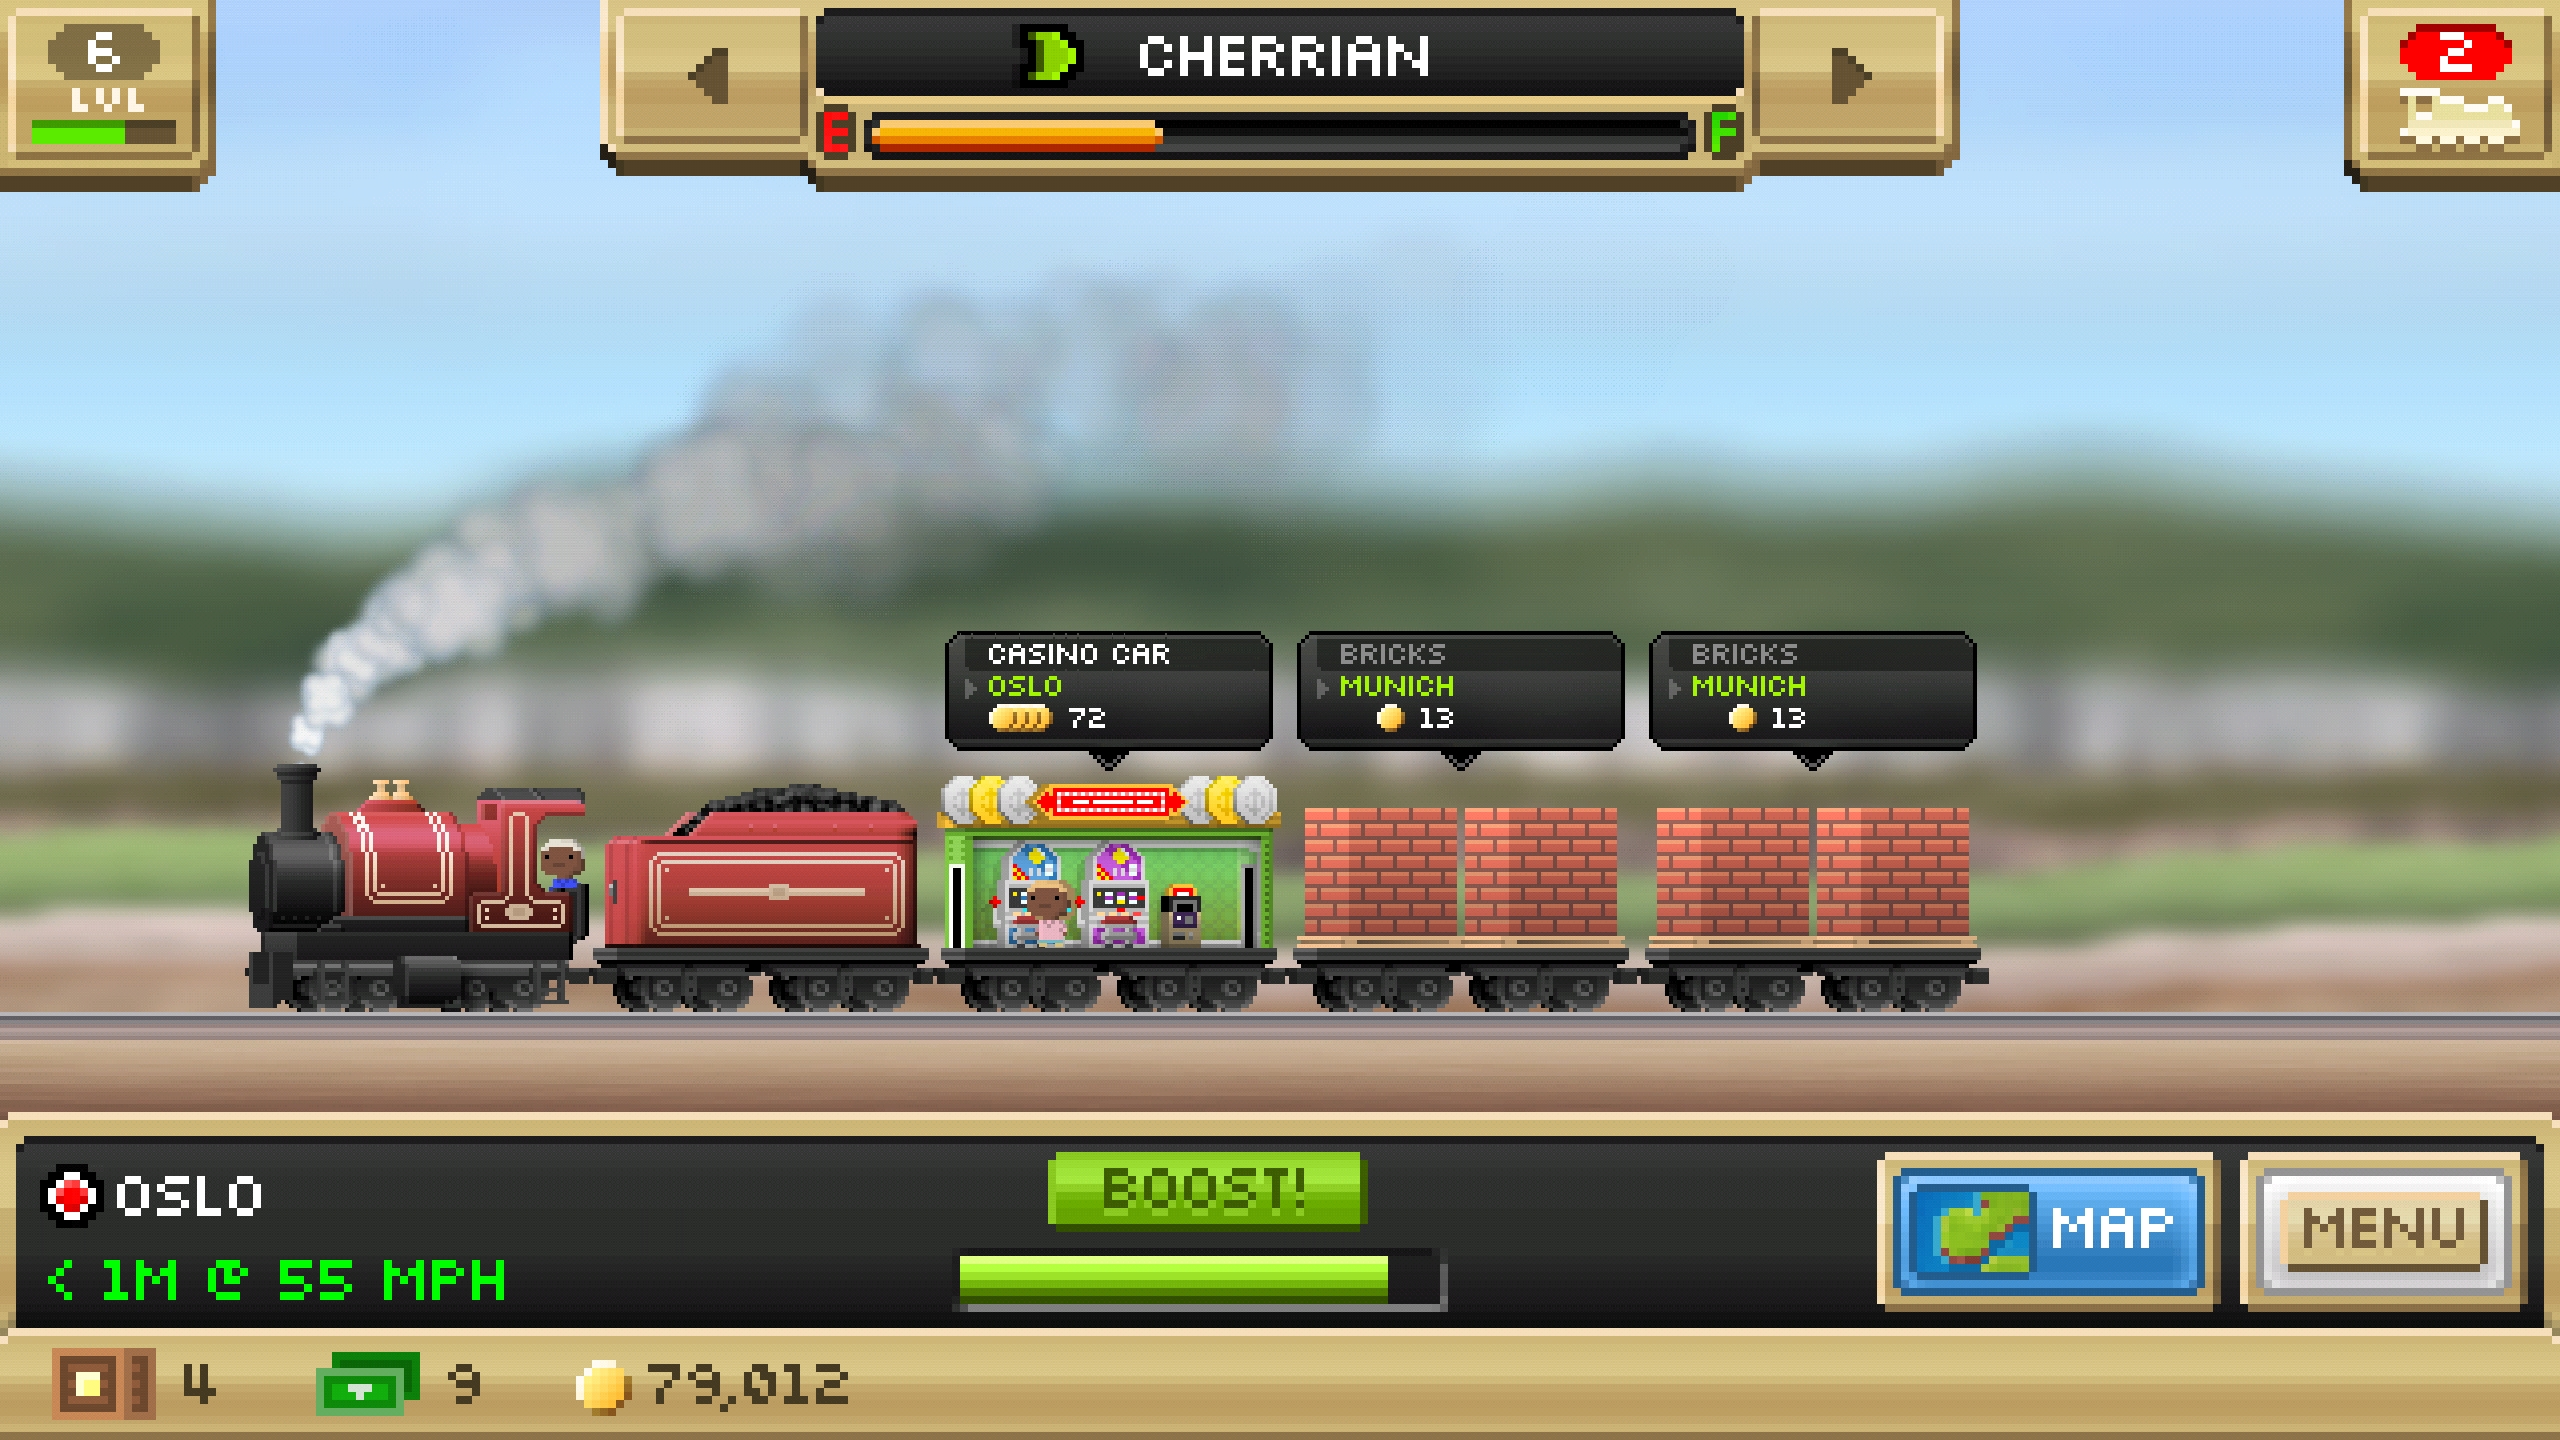 6
LVL
CHERRIAN
E F
2
CASINO CAR
OSLO
72
BRICKS
MUNICH
13
BRICKS
MUNICH
13
OSLO
< 1M @ 55 MPH
BOOST!
MAP
MENU
4
9
79,012